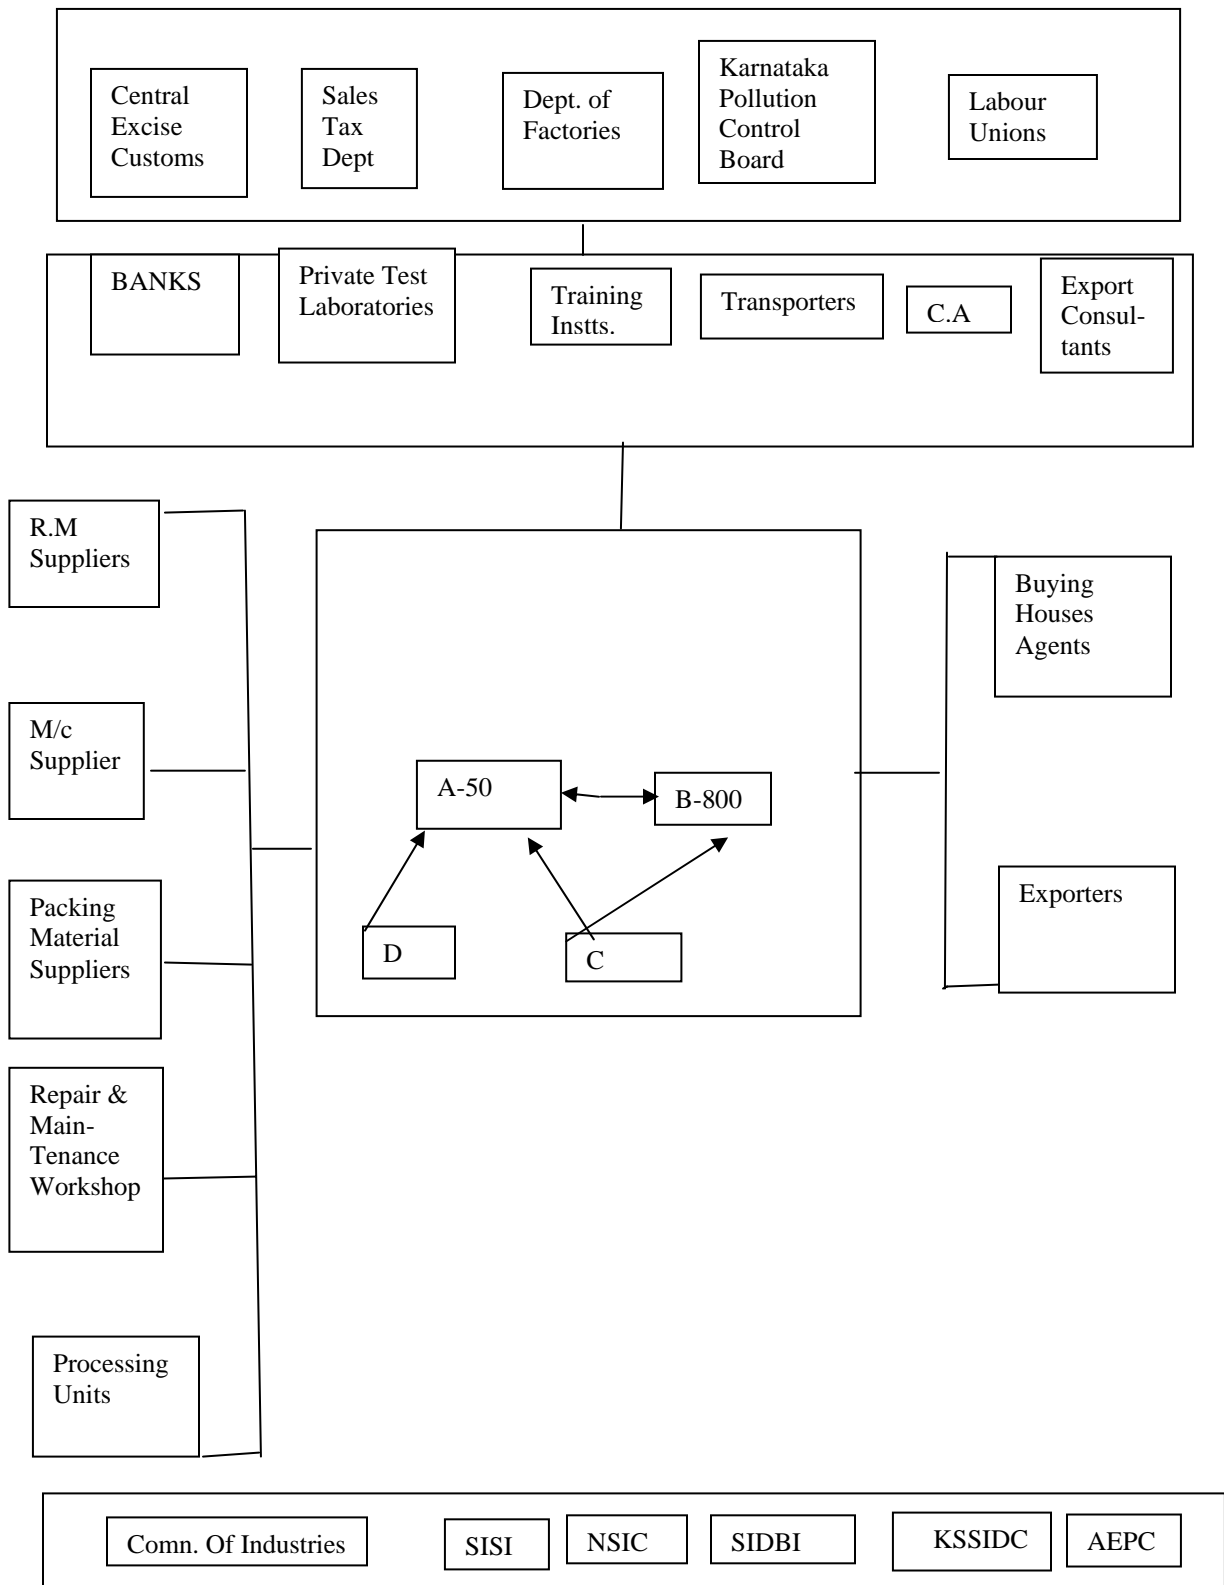 Central
Excise
Customs
Sales
Tax
Dept
Dept. of
Factories
Karnataka
Pollution
Control
Board
Labour
Unions
BANKS
Private Test
Laboratories
Training
Instts.
Transporters
C.A
Export
Consul-
tants
R.M
Suppliers
M/c
Supplier
Packing
Material
Suppliers
Repair &
Main-
Tenance
Workshop
Processing
Units
A-50
B-800
D
C
Buying
Houses
Agents
Exporters
Comn. Of Industries
SISI
NSIC
SIDBI
KSSIDC
AEPC